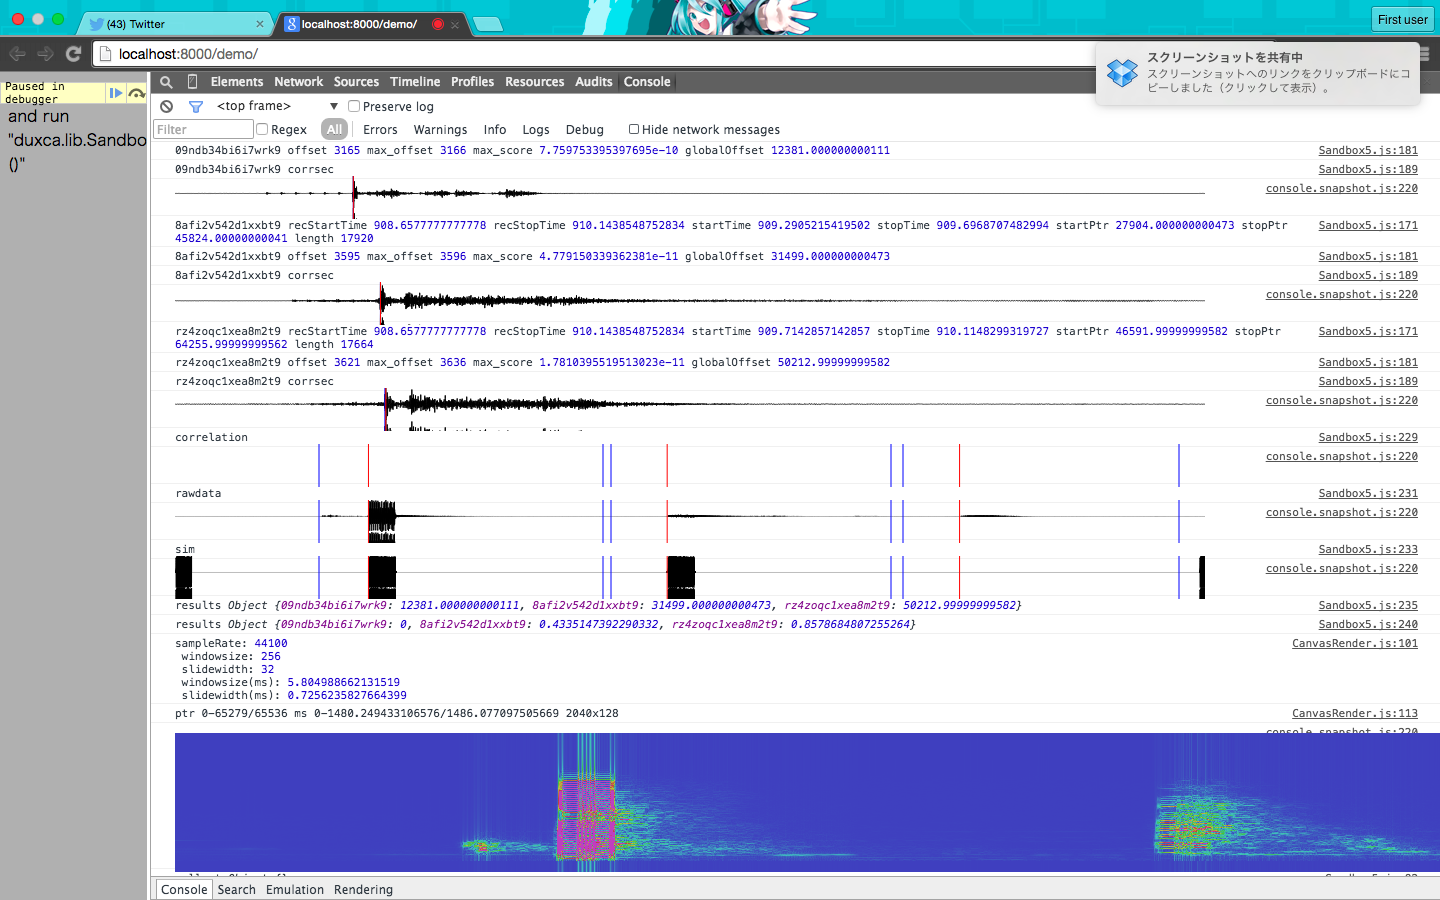 (43) Twitter
localhost:8000/demo/
First user
localhost:8000/demo/
スクリーンショットを共有中
スクリーンショットへのリンクをクリップボードにコ
ピーしました（クリックして表示）。
Paused in
debugger
and run
"duxca.lib.Sandbo
()"
Elements Network Sources Timeline Profiles Resources Audits Console
<top frame> Preserve log
Filter Regex All Errors Warnings Info Logs Debug Hide network messages
09ndb34bi6i7wrk9 offset 3165 max_offset 3166 max_score 7.759753395397695e-10 globalOffset 12381.000000000111 Sandbox5.js:181
09ndb34bi6i7wrk9 corrsec Sandbox5.js:189
console.snapshot.js:220
8afi2v542d1xxbt9 recStartTime 908.6577777777778 recStopTime 910.1438548752834 startTime 909.2905215419502 stopTime 909.6968707482994 startPtr 27904.000000000473 stopPtr Sandbox5.js:171
45824.00000000041 length 17920
8afi2v542d1xxbt9 offset 3595 max_offset 3596 max_score 4.779150339362381e-11 globalOffset 31499.000000000473 Sandbox5.js:181
8afi2v542d1xxbt9 corrsec Sandbox5.js:189
console.snapshot.js:220
rz4zoqc1xea8m2t9 recStartTime 908.6577777777778 recStopTime 910.1438548752834 startTime 909.7142857142857 stopTime 910.1148299319727 startPtr 46591.99999999582 stopPtr Sandbox5.js:171
64255.99999999562 length 17664
rz4zoqc1xea8m2t9 offset 3621 max_offset 3636 max_score 1.7810395519513023e-11 globalOffset 50212.99999999582 Sandbox5.js:181
rz4zoqc1xea8m2t9 corrsec Sandbox5.js:189
console.snapshot.js:220
correlation Sandbox5.js:229
console.snapshot.js:220
rawdata Sandbox5.js:231
console.snapshot.js:220
sim Sandbox5.js:233
console.snapshot.js:220
results Object {09ndb34bi6i7wrk9: 12381.000000000111, 8afi2v542d1xxbt9: 31499.000000000473, rz4zoqc1xea8m2t9: 50212.99999999582} Sandbox5.js:235
results Object {09ndb34bi6i7wrk9: 0, 8afi2v542d1xxbt9: 0.4335147392290332, rz4zoqc1xea8m2t9: 0.8578684807255264} Sandbox5.js:240
sampleRate: 44100 CanvasRender.js:101
windowsize: 256
slidewidth: 32
windowsize(ms): 5.804988662131519
slidewidth(ms): 0.7256235827664399
ptr 0-65279/65536 ms 0-1480.249433106576/1486.077097505669 2040x128 CanvasRender.js:113
console.snapshot.js:220
Console Search Emulation Rendering